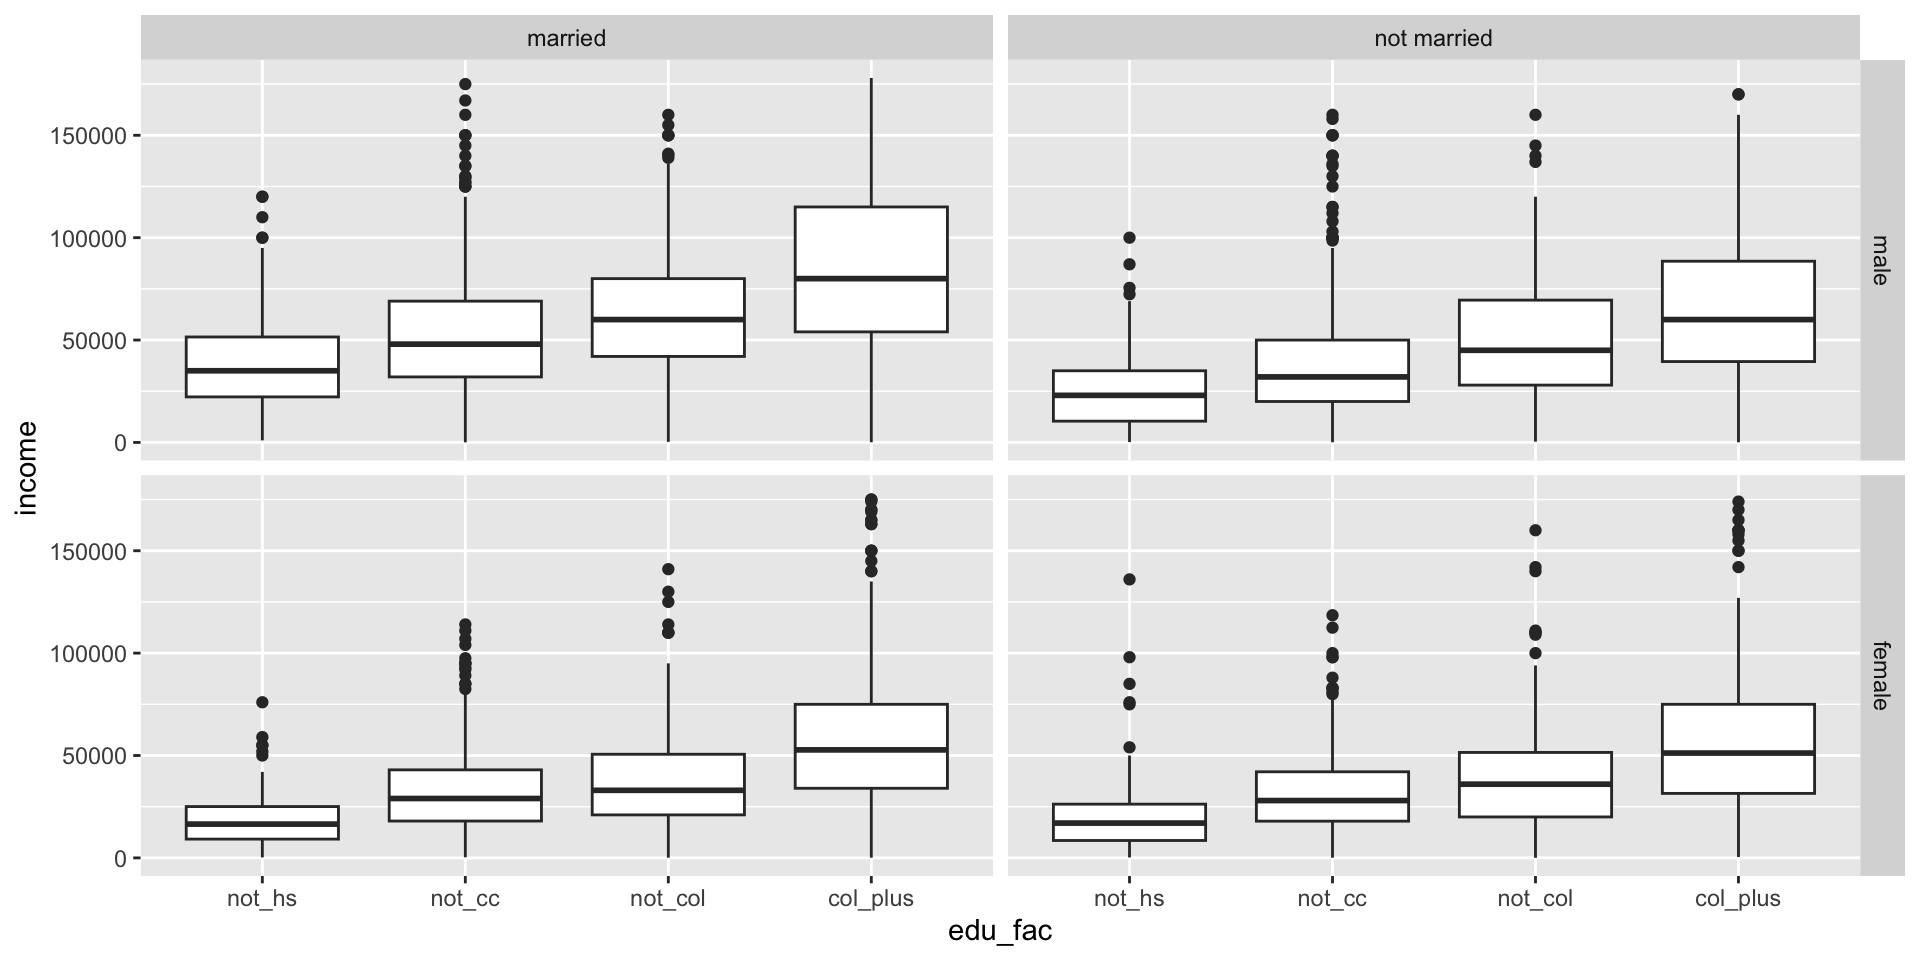 married
not married
150000
100000
50000
0
male
income
150000
100000
50000
0
female
not_hs
not_cc
not_col
col_plus
not_hs
not_cc
not_col
col_plus
edu_fac